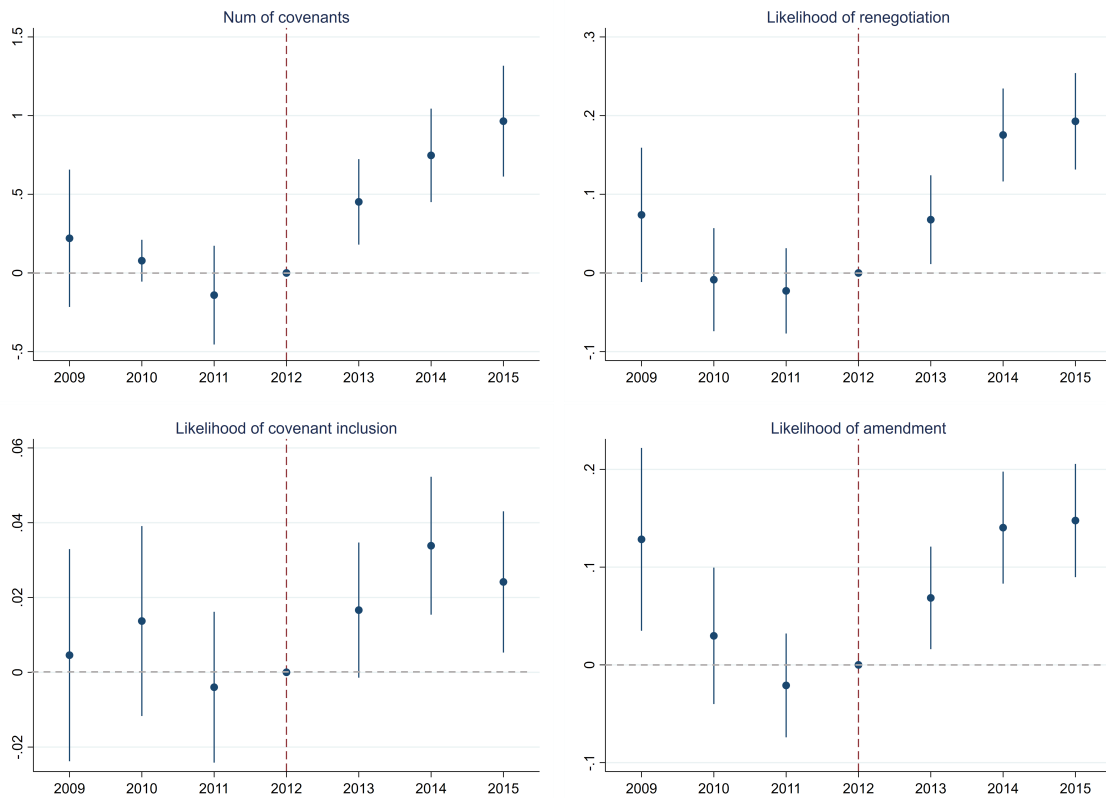 Num of covenants
1.5
1
.5
0
-.5
2009 2010 2011 2012 2013 2014 2015
Likelihood of renegotiation
.3
.2
.1
0
-.1
2009 2010 2011 2012 2013 2014 2015
Likelihood of covenant inclusion
.06
.04
.02
0
-.02
2009 2010 2011 2012 2013 2014 2015
Likelihood of amendment
.2
.1
0
-.1
2009 2010 2011 2012 2013 2014 2015